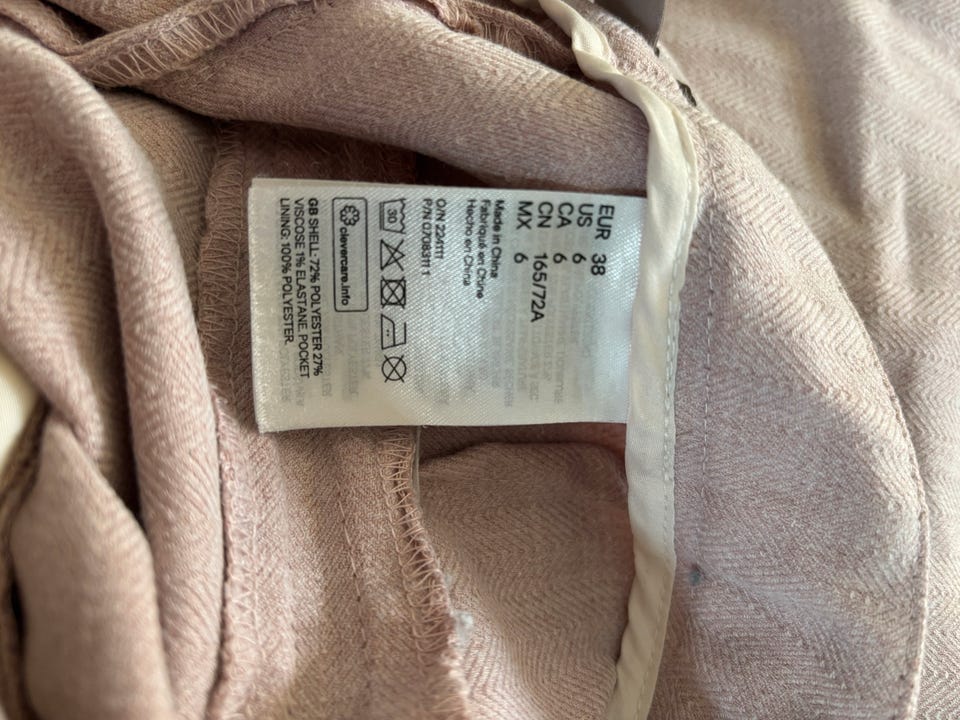 EUR 38
US 6
CA 6
CN 165/72A
MX 6
Made in China
Fabriqué en Chine
Hecho en China
O/N 224111
P/N 0708311 1
30
clevercare.info
GB SHELL: 72% POLYESTER 27%
VISCOSE 1% ELASTANE. POCKET
LINING: 100% POLYESTER.